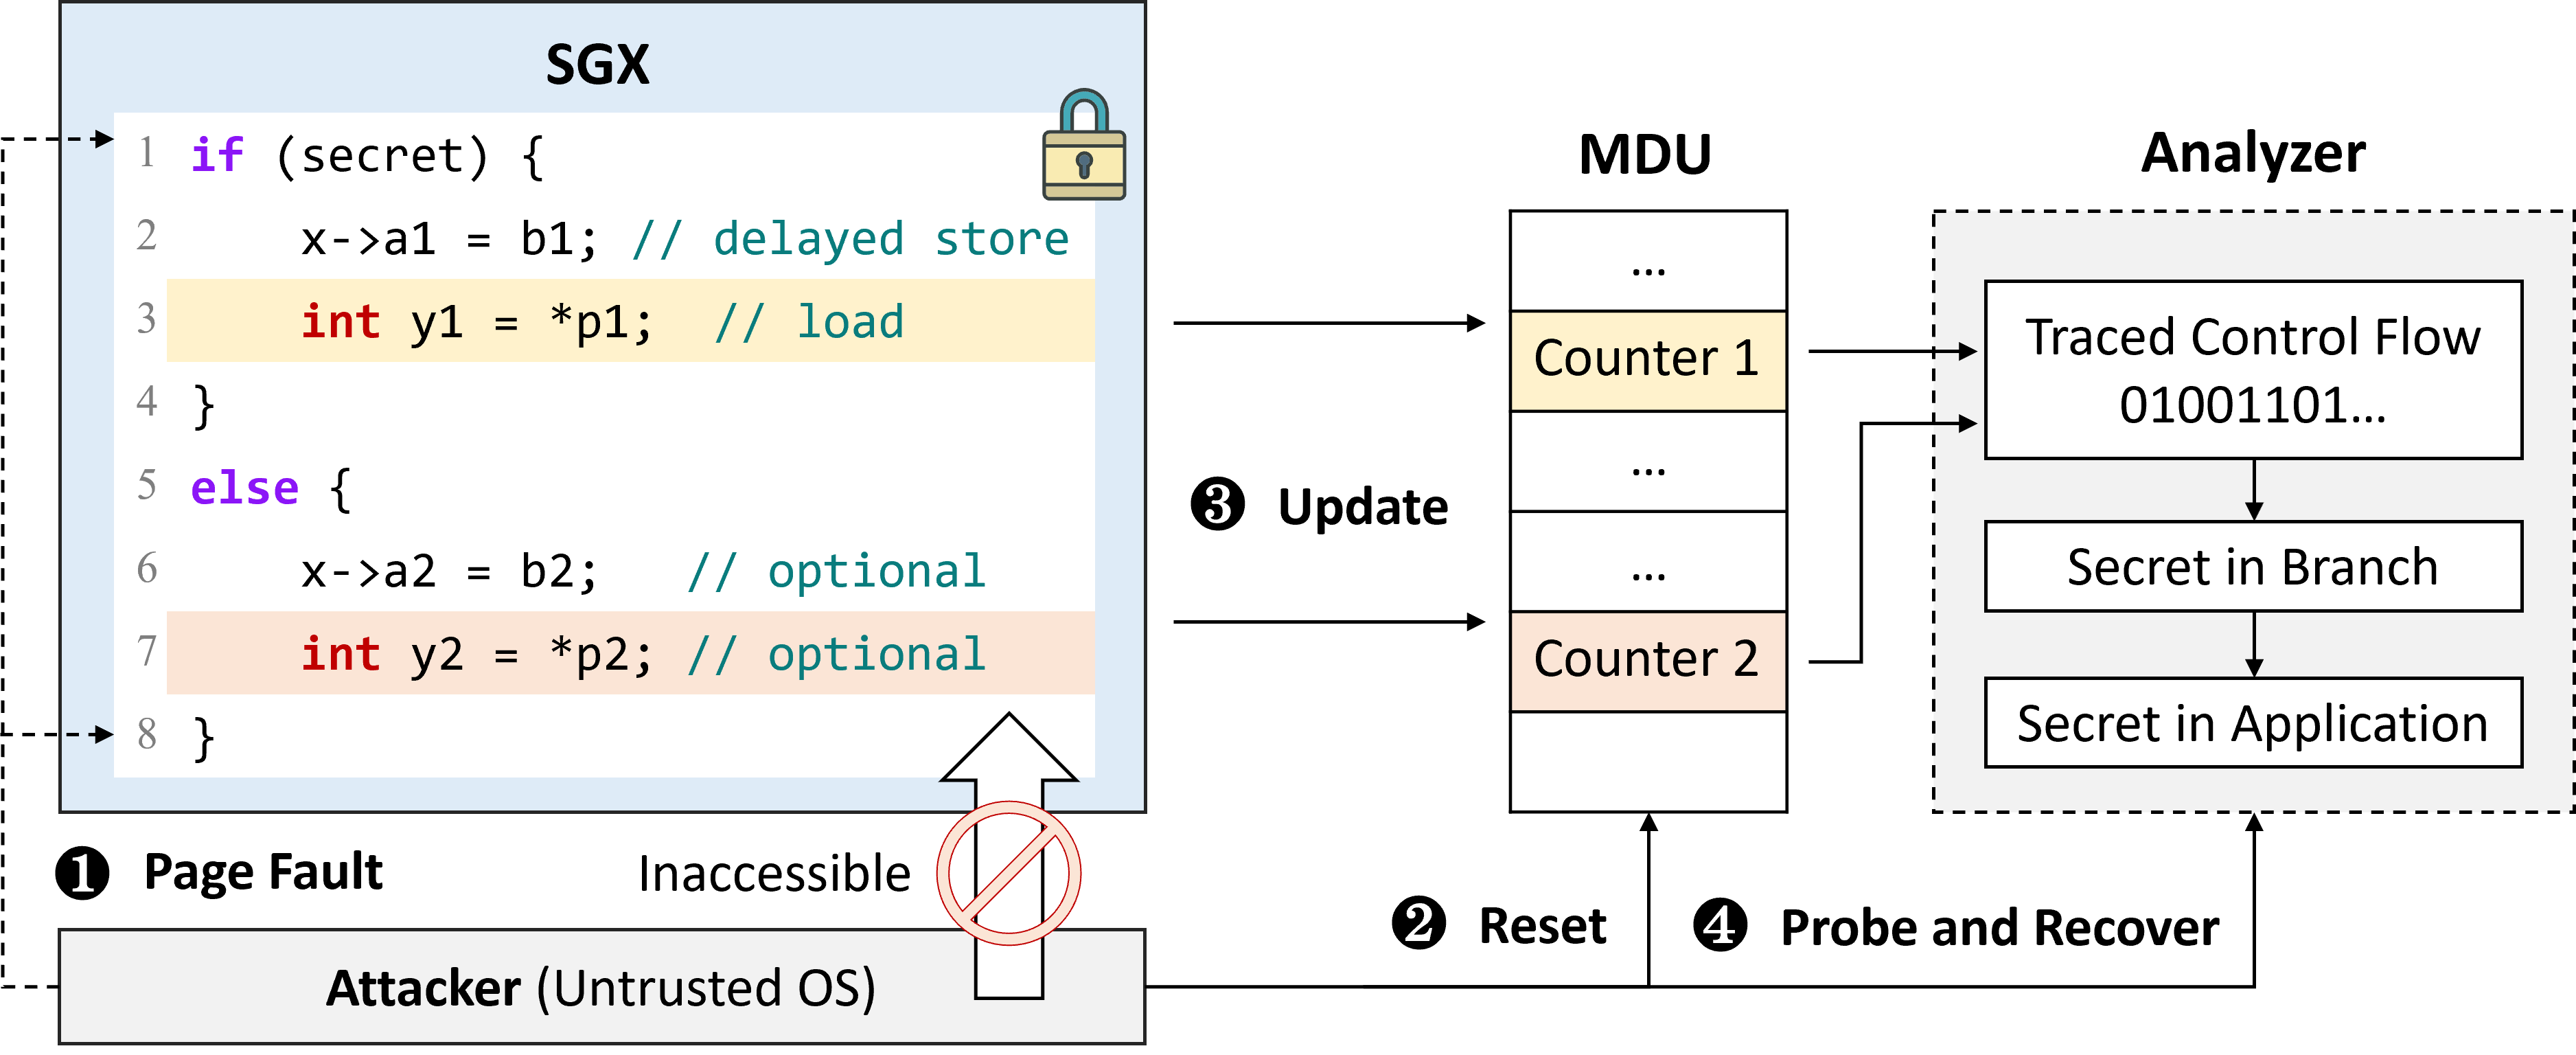 SGX
1 if (secret) {
2 x->a1 = b1; // delayed store
3 int y1 = *p1; // load
4 }
5 else {
6 x->a2 = b2; // optional
7 int y2 = *p2; // optional
8 }
❶ Page Fault
Inaccessible
Attacker (Untrusted OS)
❸ Update
MDU
...
Counter 1
...
...
Counter 2
❷ Reset
❹ Probe and Recover
Analyzer
Traced Control Flow
01001101...
Secret in Branch
Secret in Application